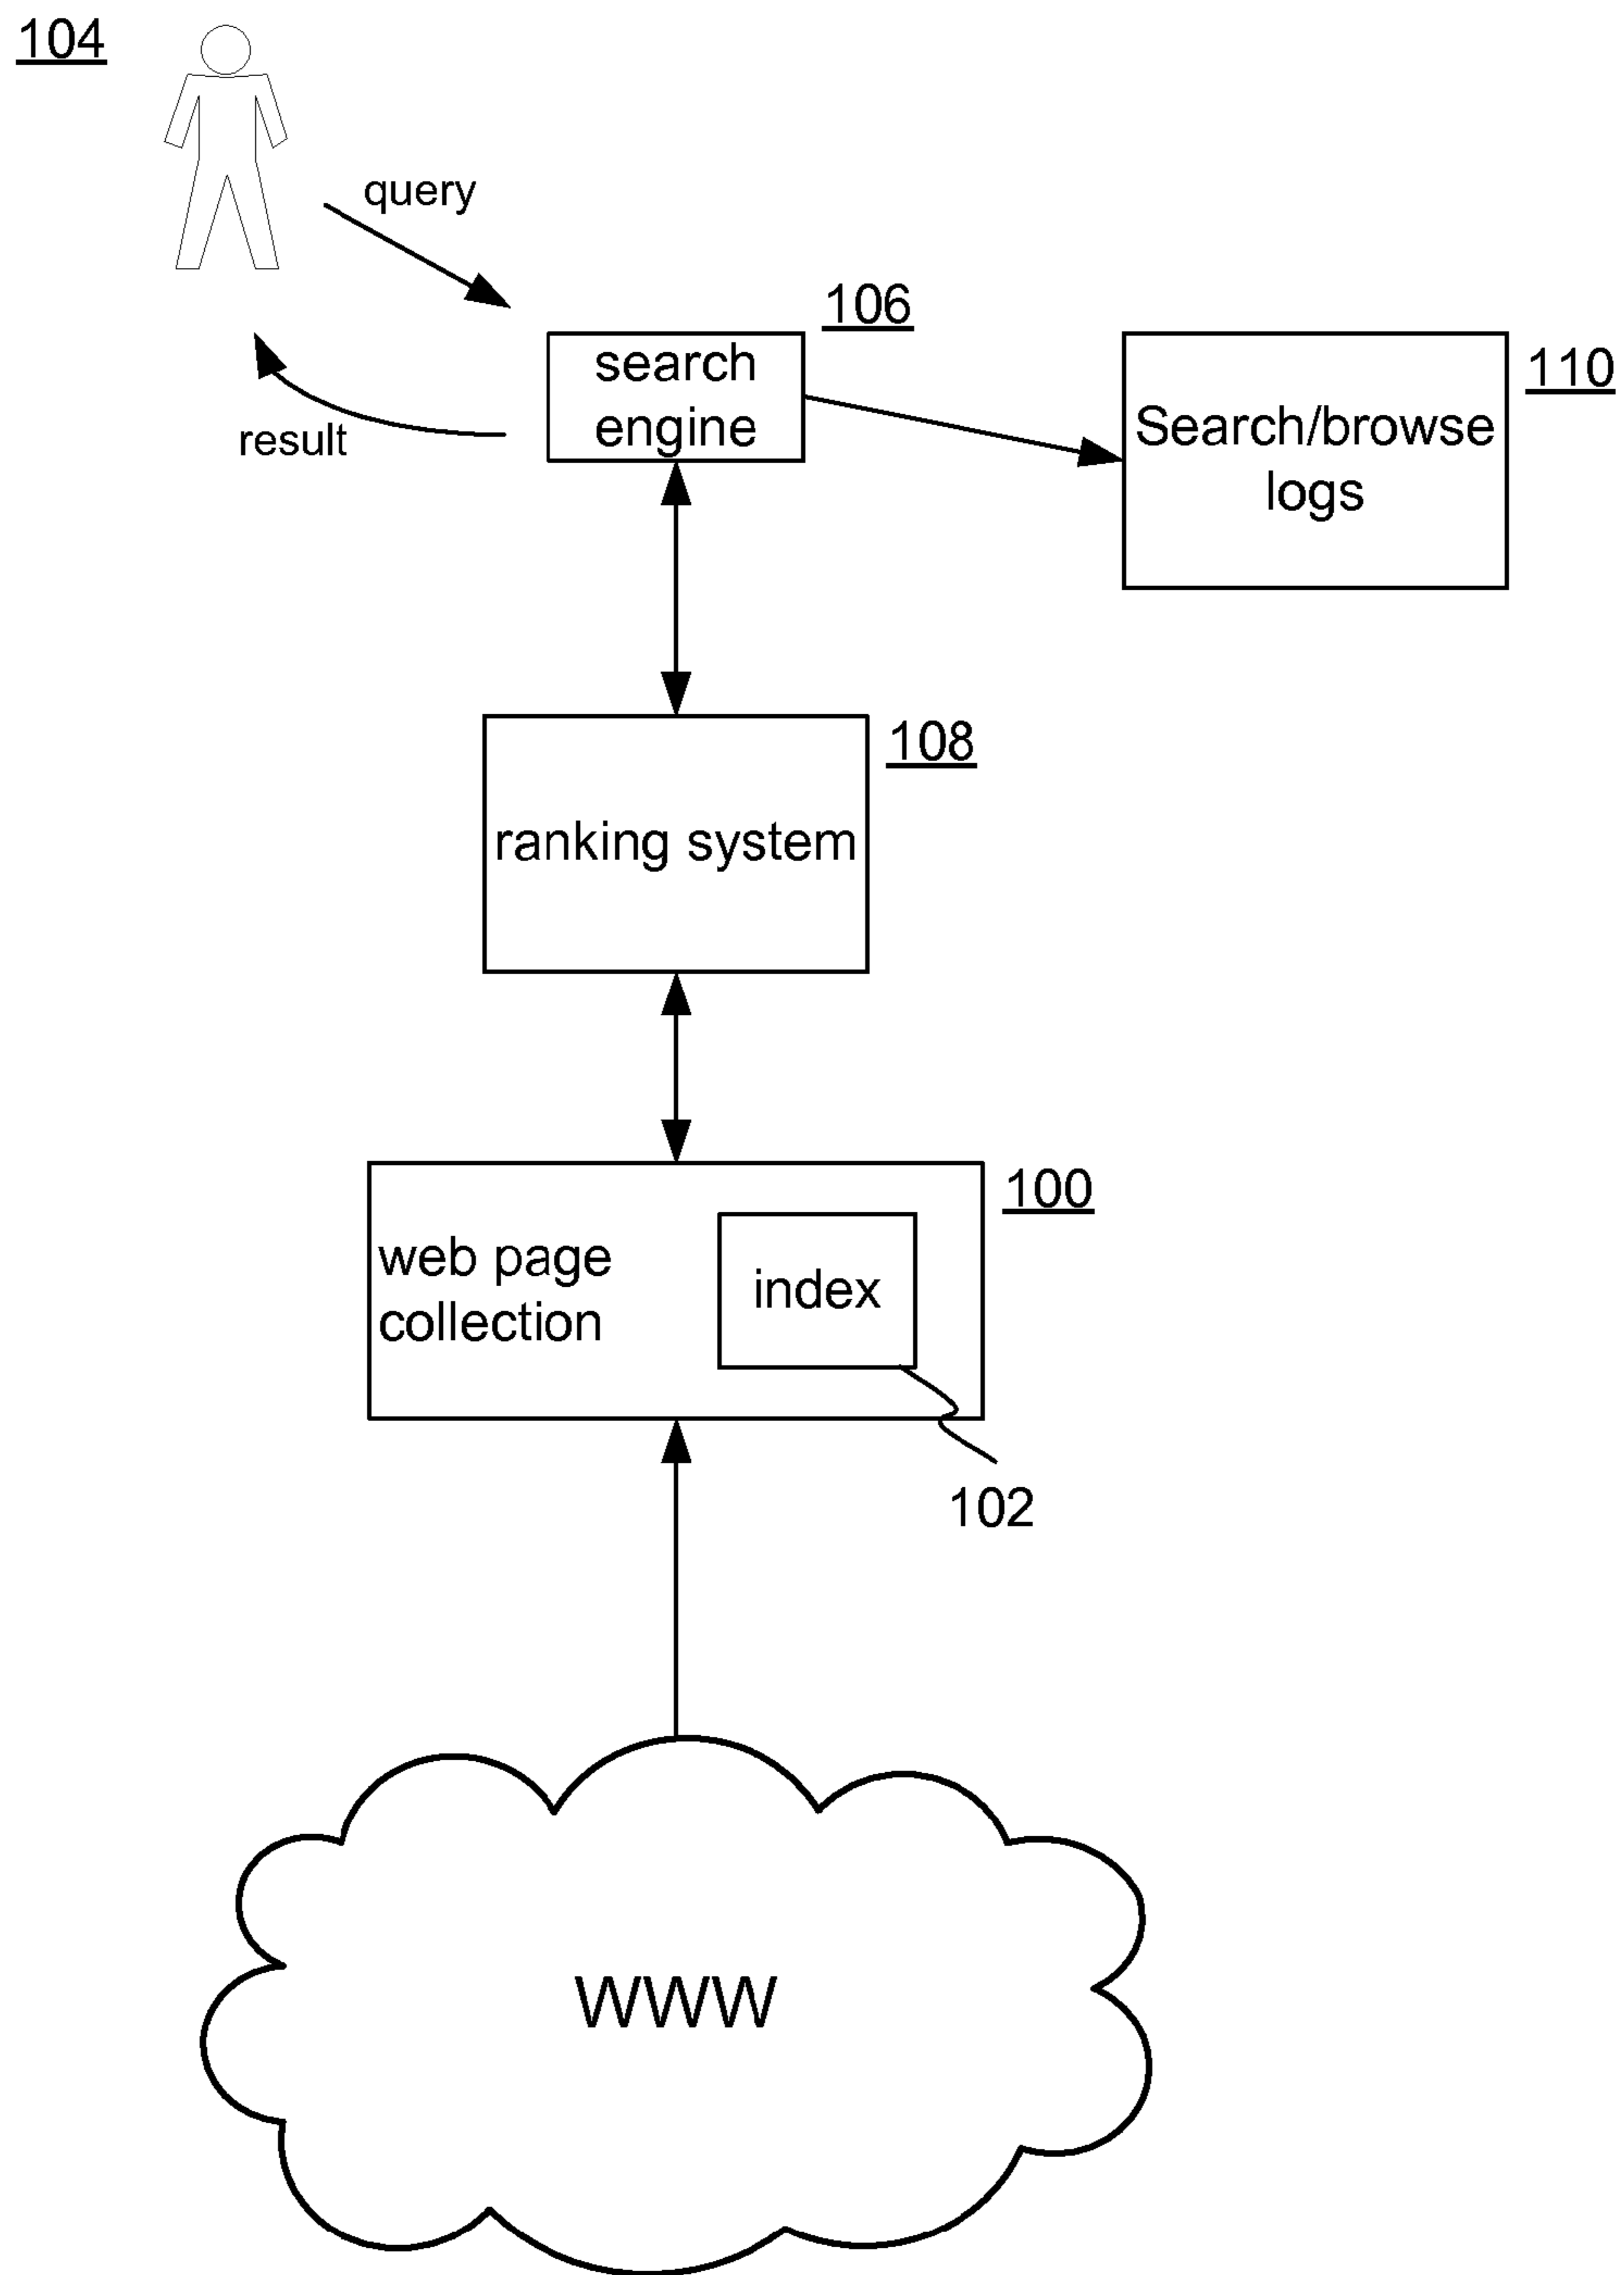 104
query
106
search
engine
110
Search/browse
logs
result
108
ranking system
100
web page
collection
index
102
WWW